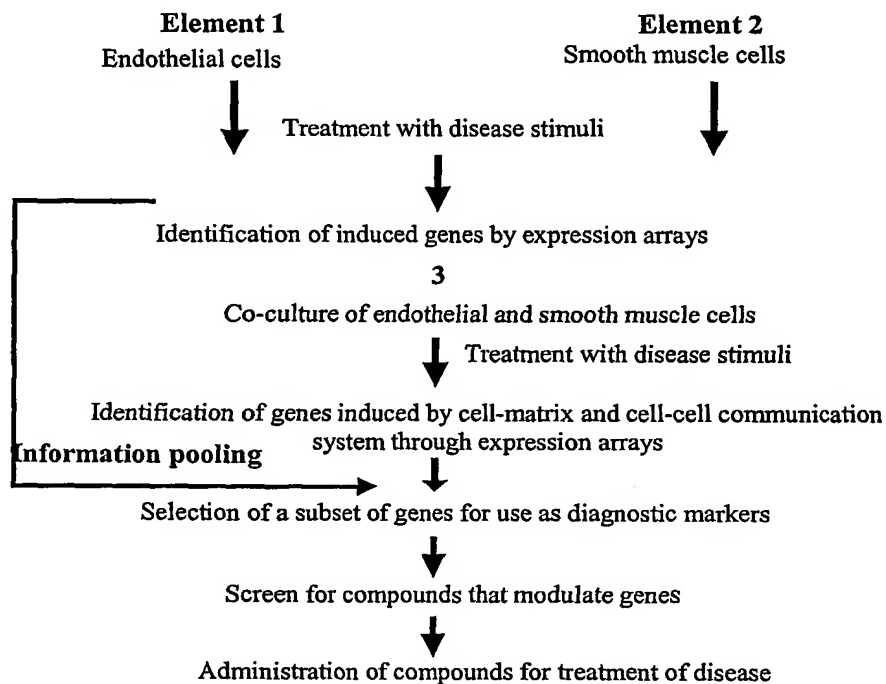 Element 1
Element 2
Endothelial cells
Smooth muscle cells
Treatment with disease stimuli
Identification of induced genes by expression arrays
3
Co-culture of endothelial and smooth muscle cells
Treatment with disease stimuli
Identification of genes induced by cell-matrix and cell-cell communication
system through expression arrays
Information pooling
Selection of a subset of genes for use as diagnostic markers
Screen for compounds that modulate genes
Administration of compounds for treatment of disease